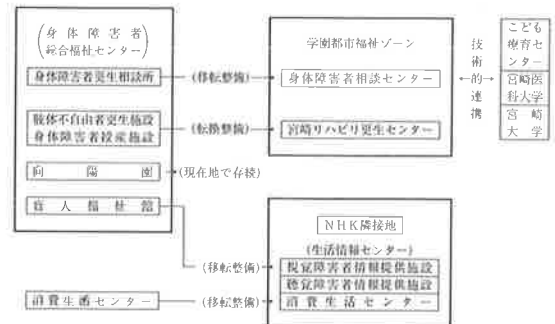 (身体障害者
総合福祉センター)
身体障害者更生相談所
肢体不自由者更生施設
身体障害者授産施設
向陽園
盲人福祉館
消費生活センター
(移転整備)
(転換整備)
(現在地で存続)
(移転整備)
(移転整備)
学園都市福祉ゾーン
身体障害者相談センター
宮崎リハビリ更生センター
技術的連携
こども
療育セ
ンター
宮崎医
科大学
宮崎
大学
NHK隣接地
(生活情報センター)
視覚障害者情報提供施設
聴覚障害者情報提供施設
消費生活センター